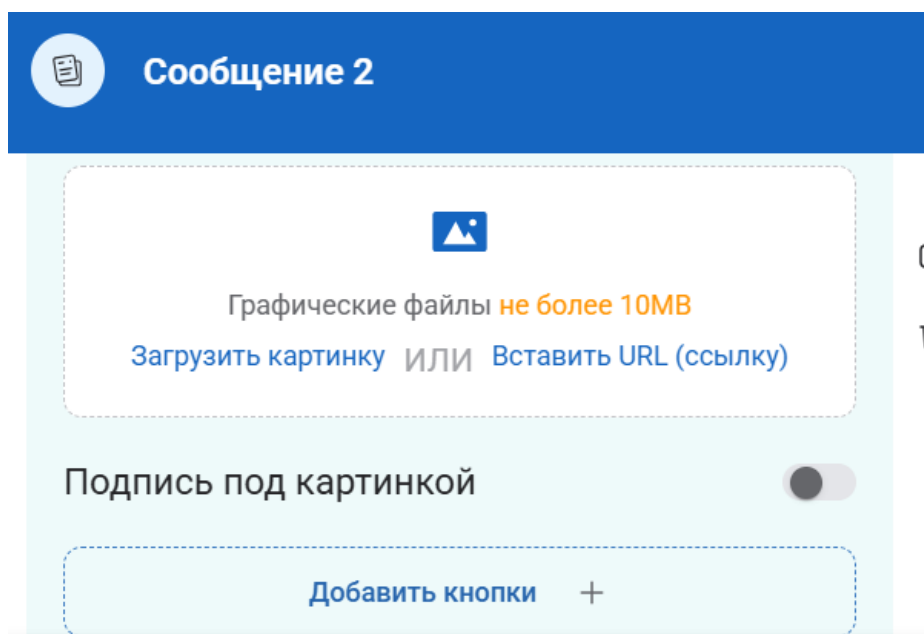 Сообщение 2
Графические файлы не более 10MB
Загрузить картинку ИЛИ Вставить URL (ссылку)
Подпись под картинкой
Добавить кнопки +